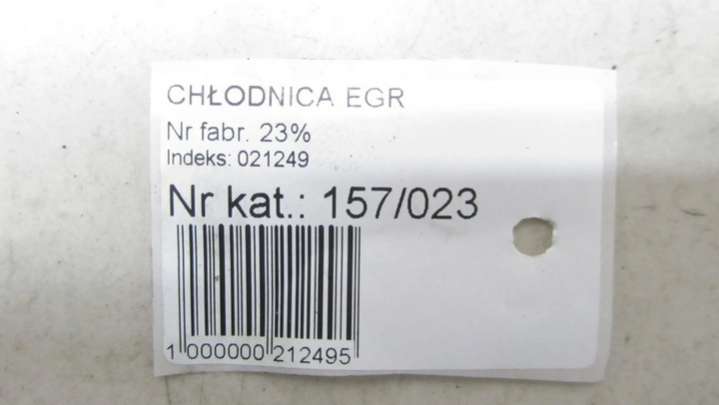 CHŁODNICA EGR
Nr fabr. 23%
Indeks: 021249
Nr kat.: 157/023
1 000000 212495